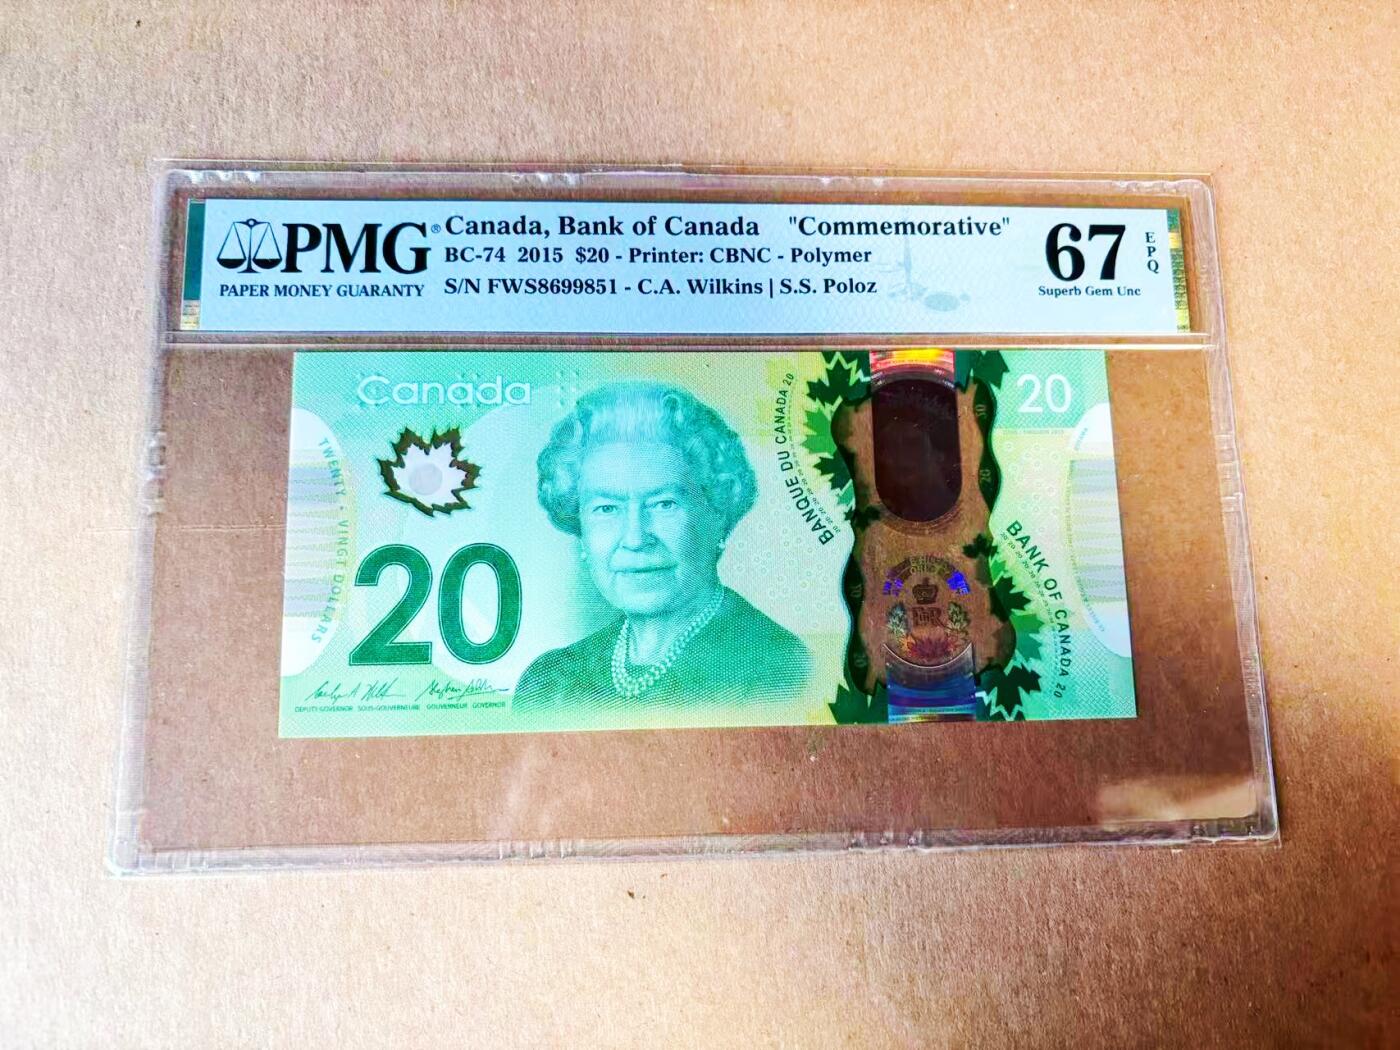 PMG®
PAPER MONEY GUARANTY
Canada, Bank of Canada "Commemorative"
BC-74 2015 $20 - Printer: CBNC - Polymer
S/N FWS8699851 - C.A. Wilkins | S.S. Poloz
67
EPQ
Superb Gem Unc
Canada
20
TWENTY • VINGT DOLLARS
20
BANQUE DU CANADA 20
BANK OF CANADA 20
DEPUTY GOVERNOR SOUS-GOUVERNEURE GOUVERNEUR GOVERNOR